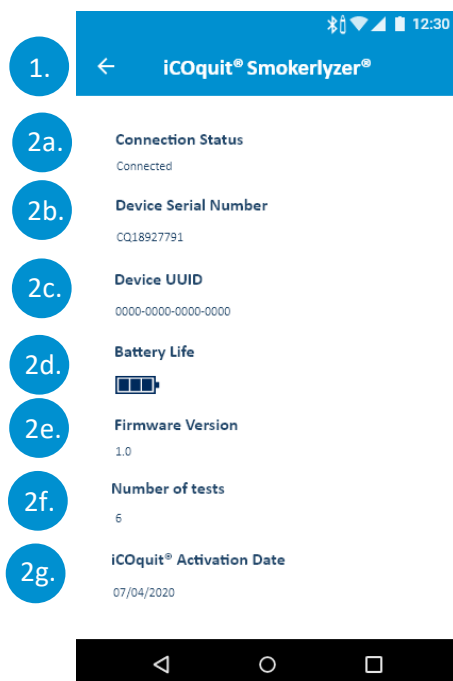 12:30
1.
iCOquit® Smokerlyzer®
2a.
Connection Status
Connected
2b.
Device Serial Number
CQ18927791
2c.
Device UUID
0000-0000-0000-0000
2d.
Battery Life
2e.
Firmware Version
1.0
2f.
Number of tests
6
2g.
iCOquit® Activation Date
07/04/2020